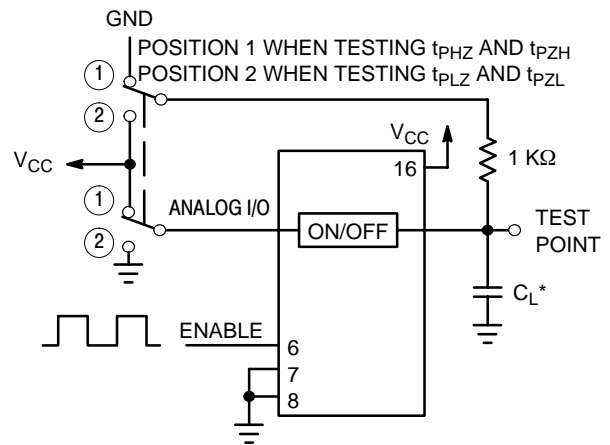 GND
POSITION 1 WHEN TESTING tPHZ AND tPZH
POSITION 2 WHEN TESTING tPLZ AND tPZL
1
2
VCC
VCC
16
1 KΩ
1
ANALOG I/O
ON/OFF
TEST
POINT
2
CL*
ENABLE
6
7
8